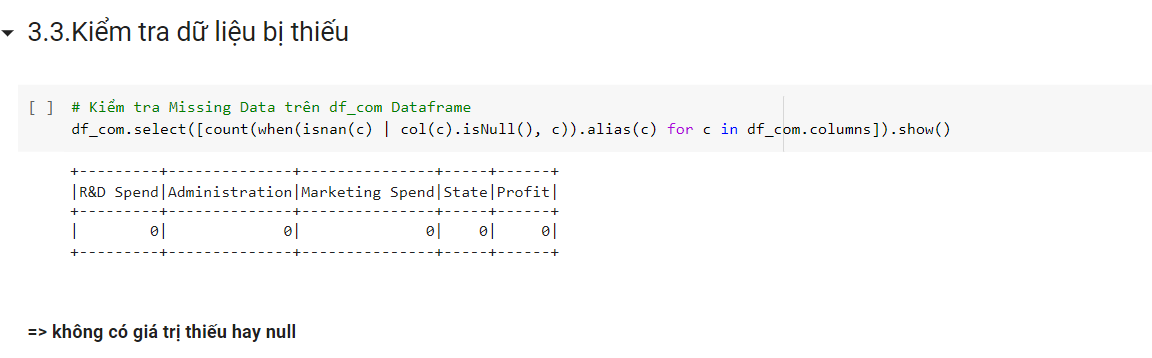 3.3.Kiểm tra dữ liệu bị thiếu
[ ] # Kiểm tra Missing Data trên df_com Dataframe
df_com.select([count(when(isnan(c) | col(c).isNull(), c)).alias(c) for c in df_com.columns]).show()
+---------+--------------+---------------+-----+------+
|R&D Spend|Administration|Marketing Spend|State|Profit|
+---------+--------------+---------------+-----+------+
|        0|             0|              0|    0|     0|
+---------+--------------+---------------+-----+------+
=> không có giá trị thiếu hay null